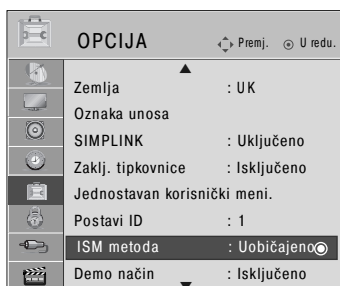 OPCIJA Premj. U redu.
Zemlja : UK
Oznaka unosa
SIMPLINK : Uključeno
Zaklj. tipkovnice : Isključeno
Jednostavan korisnički meni.
Postavi ID : 1
ISM metoda : Uobičajeno
Demo način : Isključeno